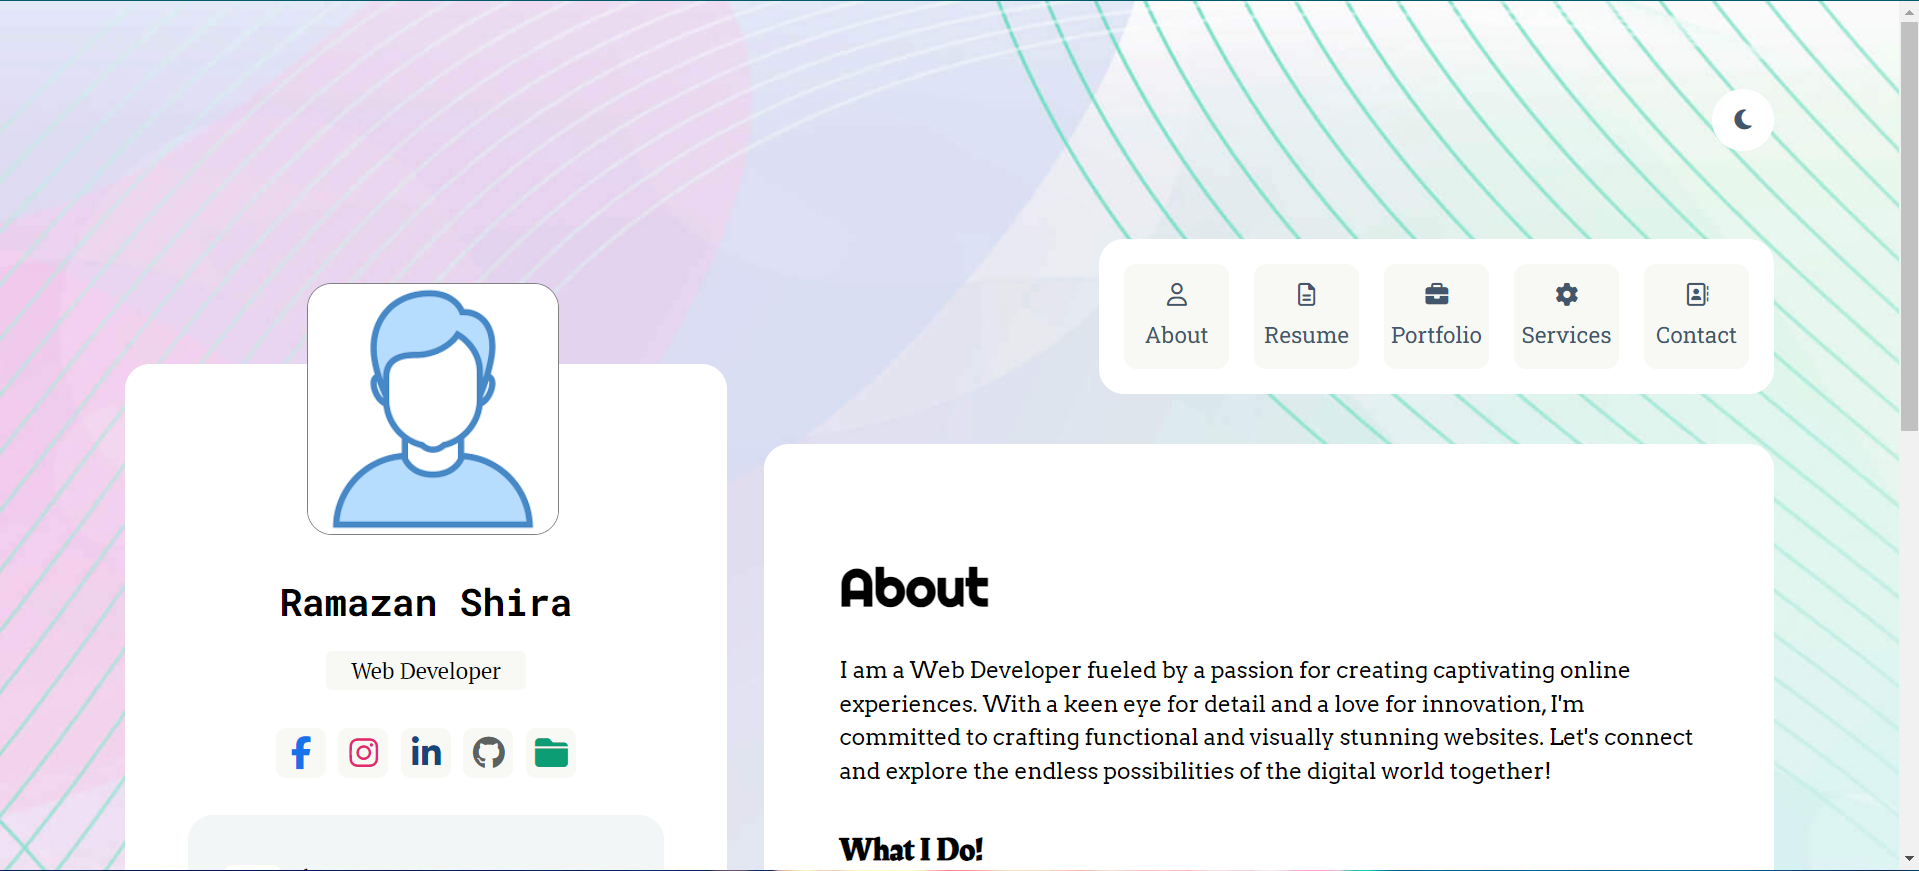 About
Resume
Portfolio
Services
Contact
Ramazan Shira
Web Developer
About
I am a Web Developer fueled by a passion for creating captivating online
experiences. With a keen eye for detail and a love for innovation, I'm
committed to crafting functional and visually stunning websites. Let's connect
and explore the endless possibilities of the digital world together!
What I Do!